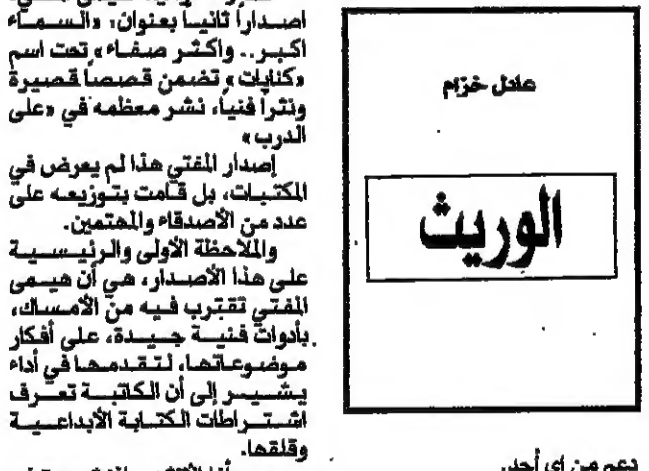 اصداراً ثانياً بعنوان: «السماء
اكبر.. واكثر صفاء» تحت اسم
«كتابات» تضمن قصصاً قصيرة
ونثراً فنياً، نشر معظمه في «على
الدرب»
إصدار المفتي هذا لم يعرض في
المكتبات، بل قامت بتوزيعه على
عدد من الأصدقاء والمهتمين.
والملاحظة الأولى والرئيسية
على هذا الأصدار، هي أن هيمى
المفتي تقترب فيه من الأمساك،
بأدوات فنية جيدة، على أفكار
موضوعاتها، لتقدمها في أداء
يشير إلى أن الكاتبة تعرف
اشتراطات الكتابة الأبداعية
وقلقها.
عادل خزام
الوريث
دعم من اي أحد.